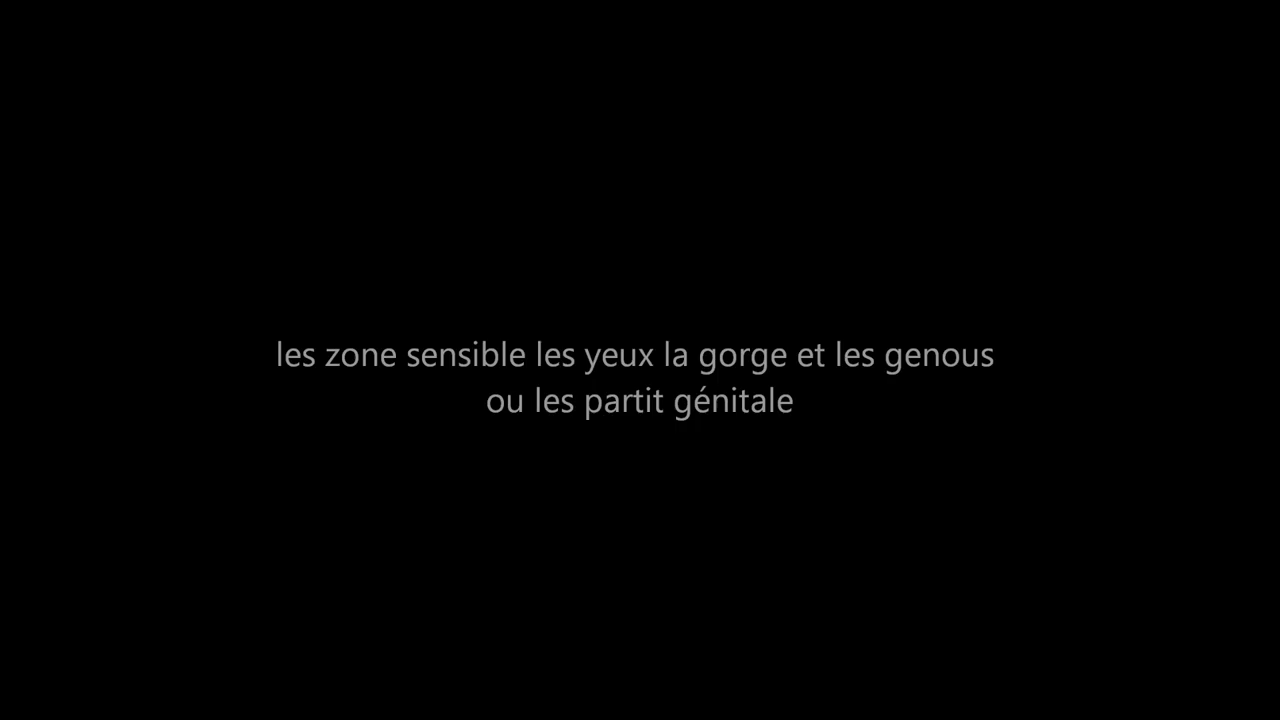 les zone sensible les yeux la gorge et les genous
ou les partit génitale